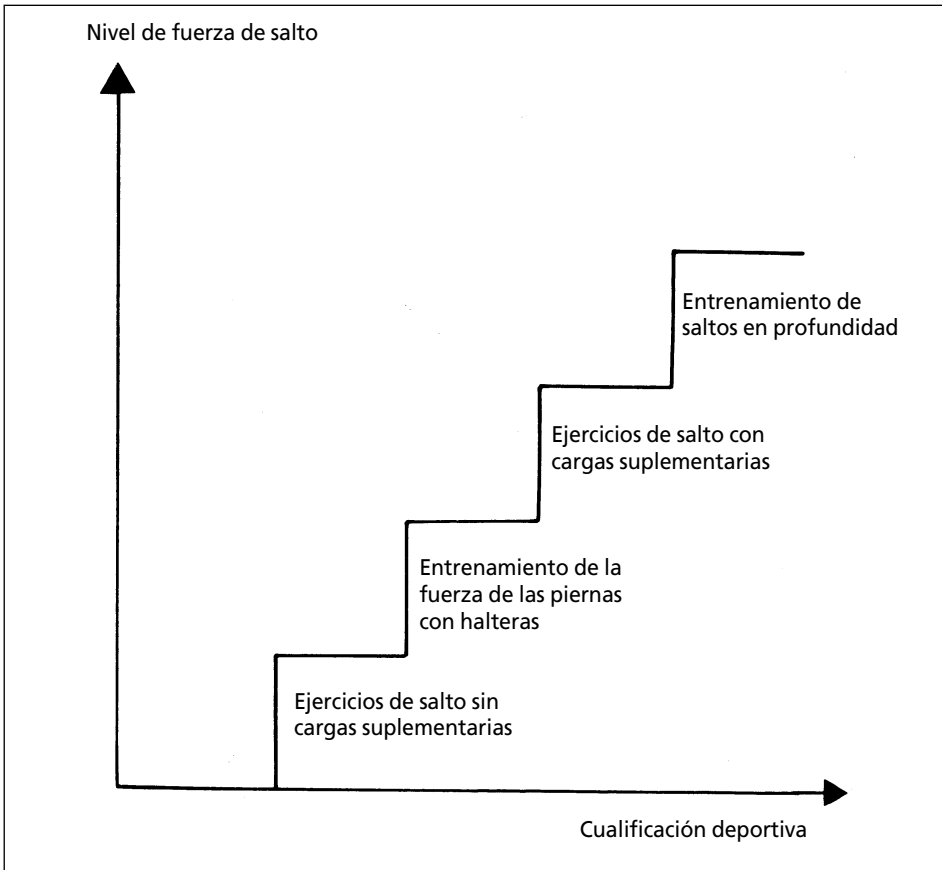 Nivel de fuerza de salto
Entrenamiento de
saltos en profundidad
Ejercicios de salto con
cargas suplementarias
Entrenamiento de la
fuerza de las piernas
con halteras
Ejercicios de salto sin
cargas suplementarias
Cualificación deportiva